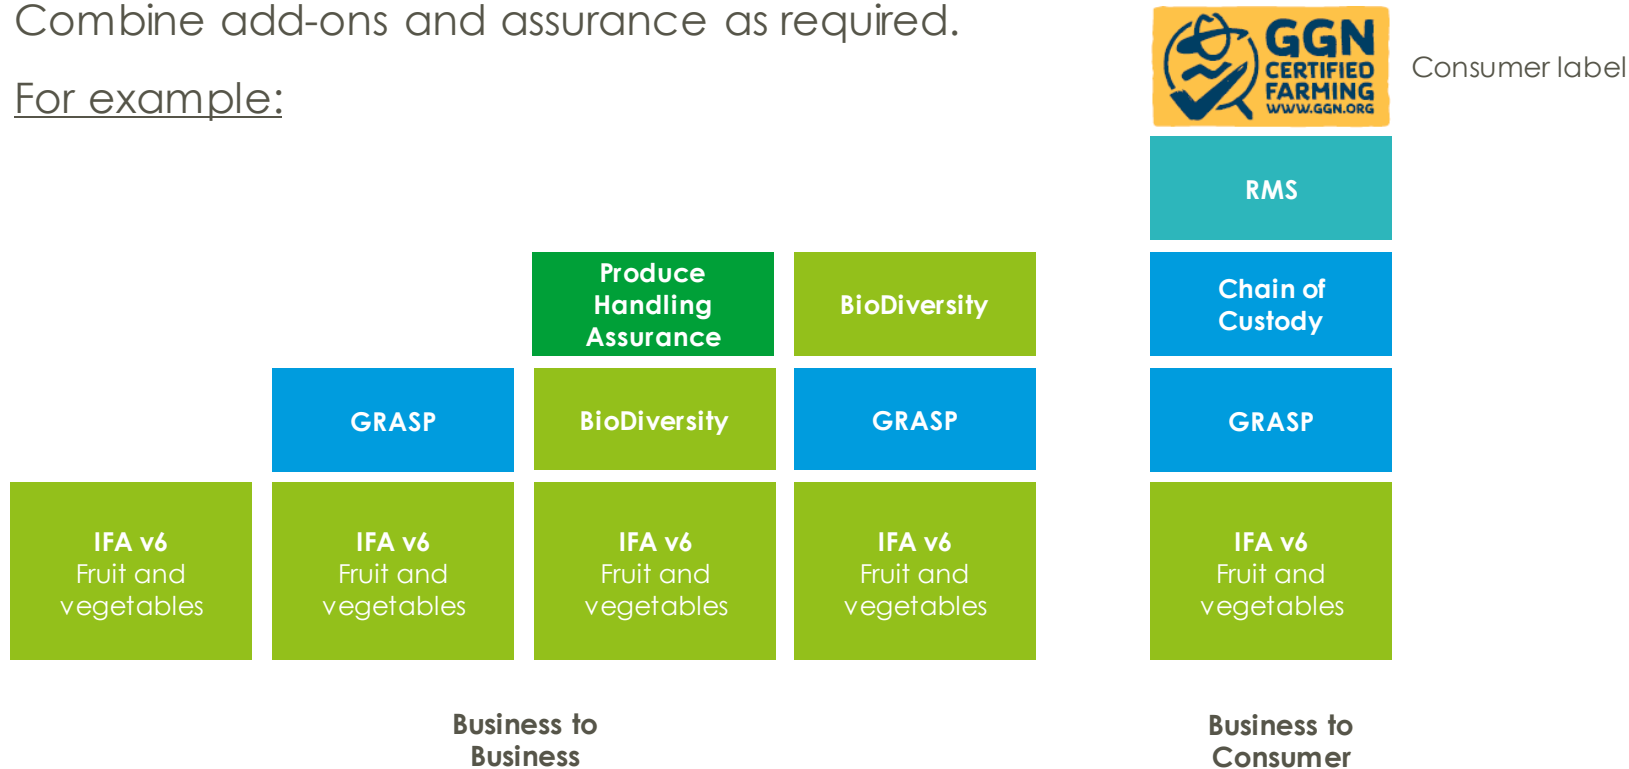 Combine add-ons and assurance as required.
For example:
GGN
CERTIFIED
FARMING
WWW.GGN.ORG
Consumer label
RMS
Produce
Handling
Assurance
BioDiversity
Chain of
Custody
GRASP
BioDiversity
GRASP
GRASP
IFA v6
Fruit and
vegetables
IFA v6
Fruit and
vegetables
IFA v6
Fruit and
vegetables
IFA v6
Fruit and
vegetables
IFA v6
Fruit and
vegetables
Business to
Business
Business to
Consumer